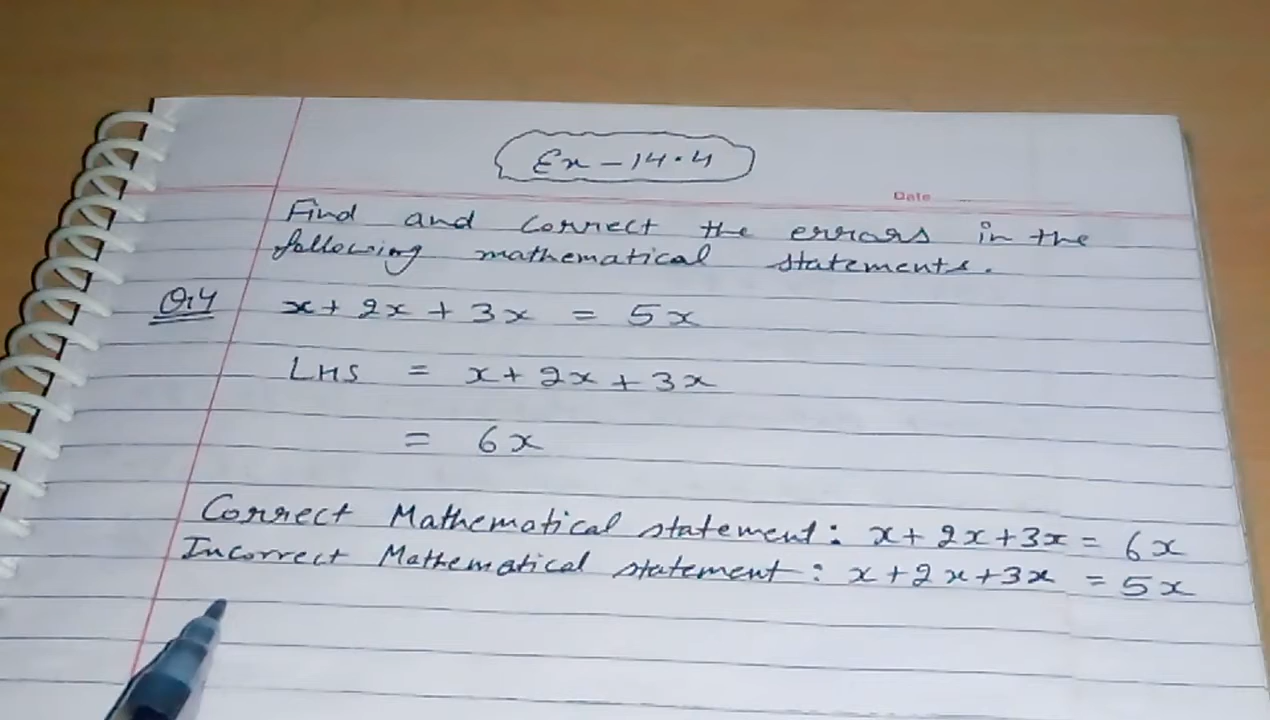 Ex - 14.4
Date
Find and correct the errors in the
following mathematical statements.
Q.4 x + 2x + 3x = 5x
LHS = x + 2x + 3x
= 6x
Correct Mathematical statement : x + 2x + 3x = 6x
Incorrect Mathematical statement : x + 2x + 3x = 5x